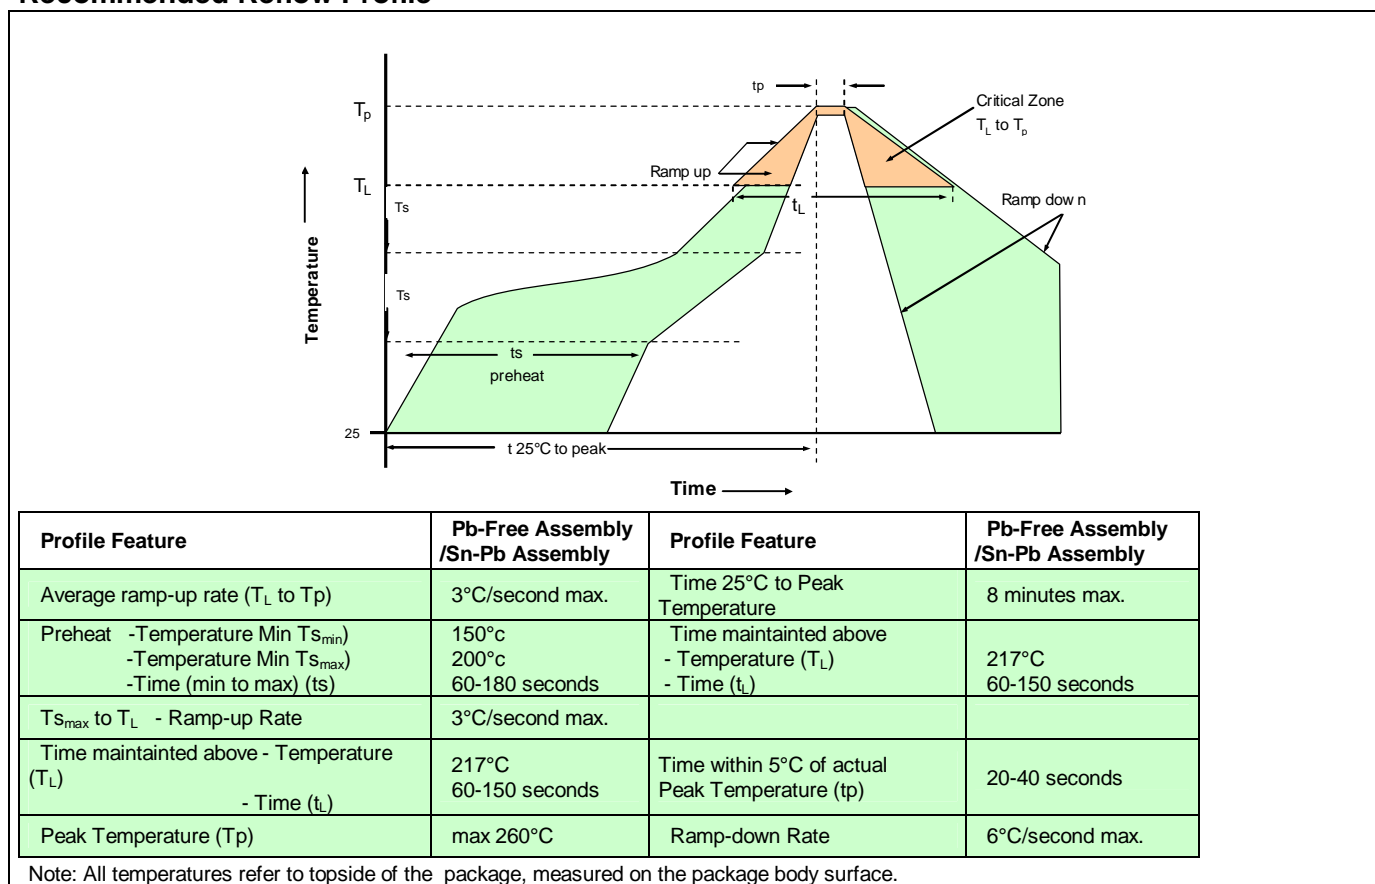 Recommended Reflow Profile
tp
Tp
Critical Zone
TL to Tp
Ramp up
TL
Ts
tL
Ramp dow n
Temperature
Ts
ts
preheat
25
t 25°C to peak
Time
Profile Feature
Pb-Free Assembly
/Sn-Pb Assembly
Profile Feature
Pb-Free Assembly
/Sn-Pb Assembly
Average ramp-up rate (TL to Tp)
3°C/second max.
Time 25°C to Peak
Temperature
8 minutes max.
Preheat -Temperature Min Tsmin)
-Temperature Min Tsmax)
-Time (min to max) (ts)
150°c
200°c
60-180 seconds
Time maintainted above
- Temperature (TL)
- Time (tL)
217°C
60-150 seconds
Tsmax to TL - Ramp-up Rate
3°C/second max.
Time maintainted above - Temperature
(TL)
- Time (tL)
217°C
60-150 seconds
Time within 5°C of actual
Peak Temperature (tp)
20-40 seconds
Peak Temperature (Tp)
max 260°C
Ramp-down Rate
6°C/second max.
Note: All temperatures refer to topside of the package, measured on the package body surface.